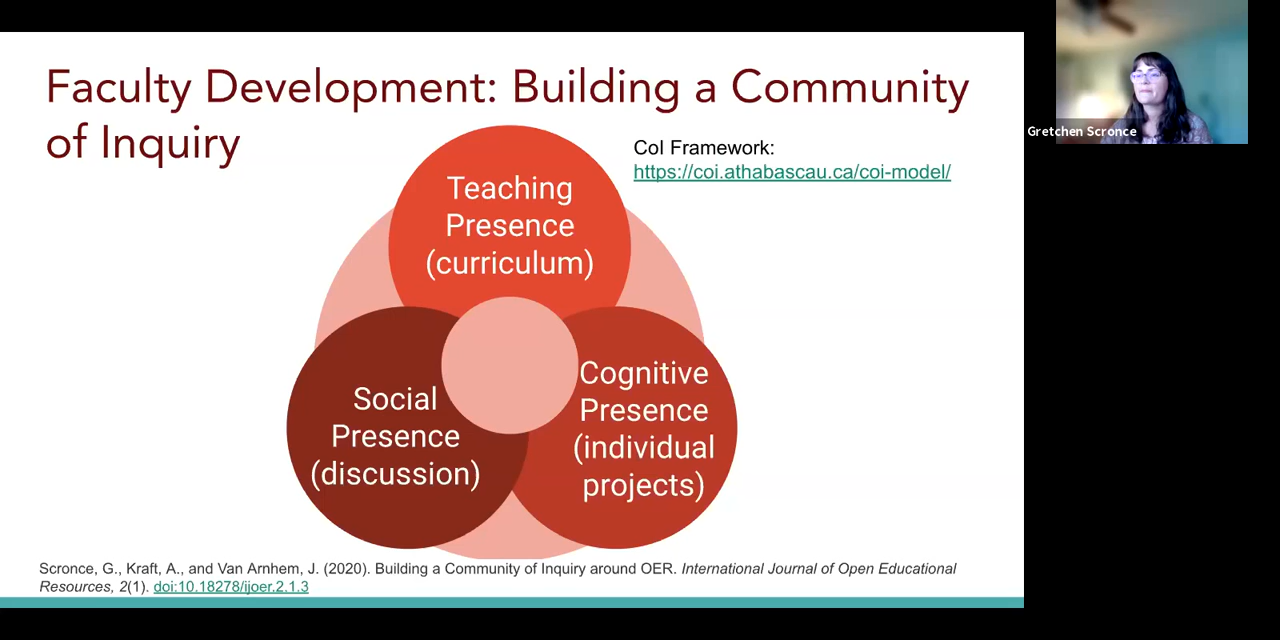 Faculty Development: Building a Community
of Inquiry
CoI Framework:
https://coi.athabascau.ca/coi-model/
Teaching
Presence
(curriculum)
Social
Presence
(discussion)
Cognitive
Presence
(individual
projects)
Scronce, G., Kraft, A., and Van Arnhem, J. (2020). Building a Community of Inquiry around OER. International Journal of Open Educational
Resources, 2(1). doi:10.18278/ijoer.2.1.3
Gretchen Scronce